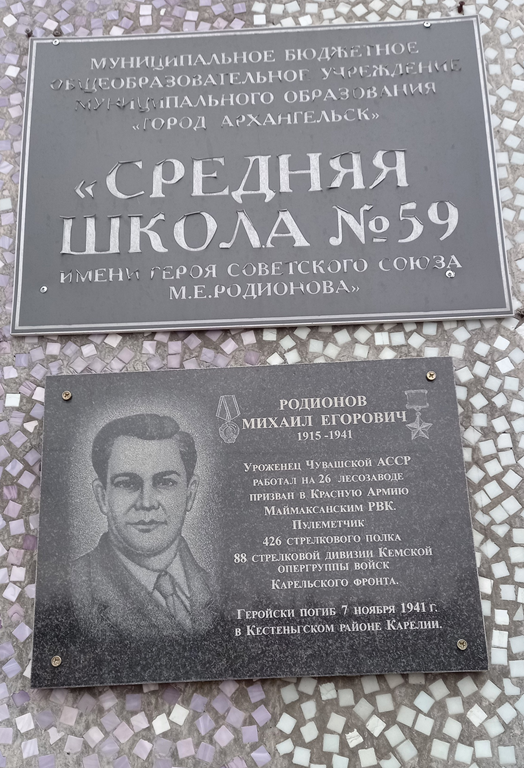 МУНИЦИПАЛЬНОЕ БЮДЖЕТНОЕ
ОБЩЕОБРАЗОВАТЕЛЬНОГ УЧРЕЖДЕНИЕ
МУНИЦИПАЛЬНОГО ОБРАЗОВАНИЯ
«ГОРОД АРХАНГЕЛЬСК»
«СРЕДНЯЯ
ШКОЛА №59
ИМЕНИ ГЕРОЯ СОВЕТСКОГО СОЮЗА
М.Е.РОДИОНОВА»
РОДИОНОВ
МИХАИЛ ЕГОРОВИЧ
1915 -1941
УРОЖЕНЕЦ ЧУВАШСКОЙ АССР
РАБОТАЛ НА 26 ЛЕСОЗАВОДЕ
ПРИЗВАН В КРАСНУЮ АРМИЮ
МАЙМАКСАНСКИМ РВК.
ПУЛЕМЕТЧИК
426 СТРЕЛКОВОГО ПОЛКА
88 СТРЕЛКОВОЙ ДИВИЗИИ КЕМСКОЙ
ОПЕРГРУППЫ ВОЙСК
КАРЕЛЬСКОГО ФРОНТА.
ГЕРОЙСКИ ПОГИБ 7 НОЯБРЯ 1941 Г.
В КЕСТЕНЬГСКОМ РАЙОНЕ КАРЕЛИИ.